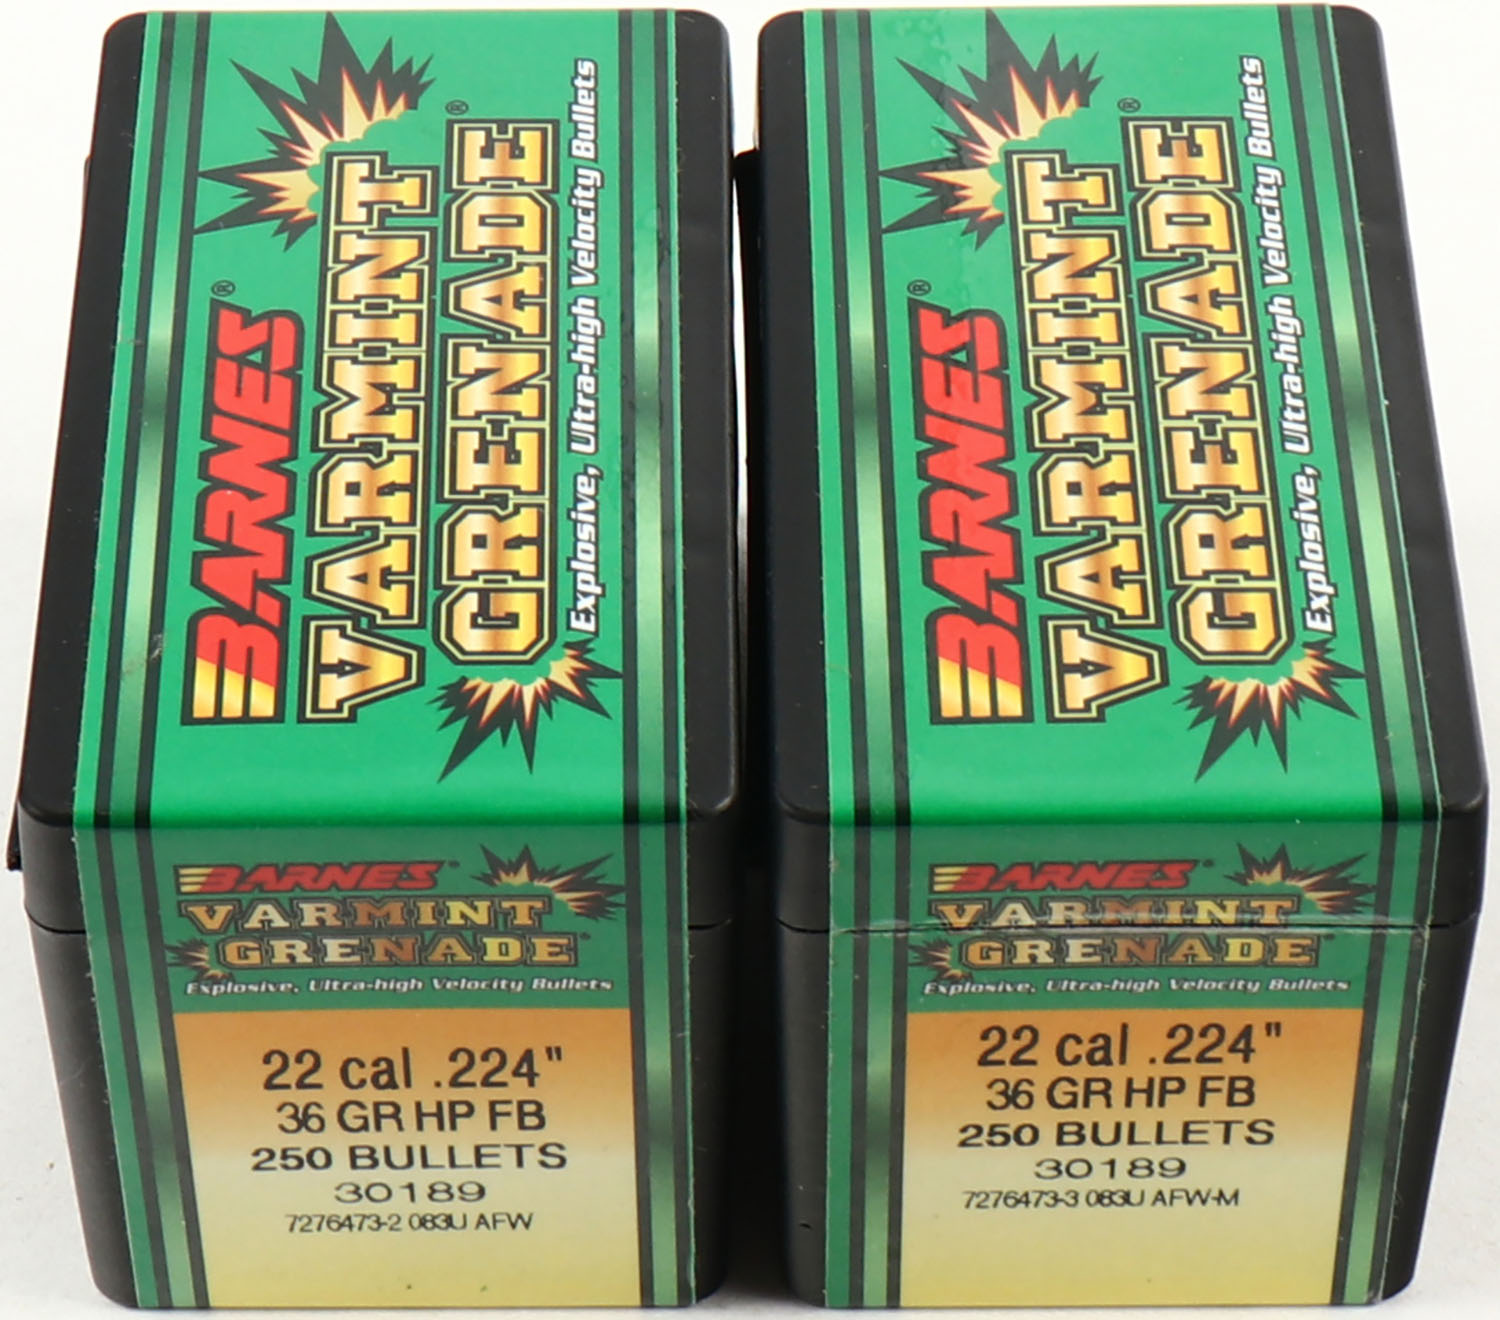 BARNES®
VARMINT
GRENADE®
Explosive, Ultra-high Velocity Bullets
BARNES®
VARMINT
GRENADE
Explosive, Ultra-high Velocity Bullets
22 cal .224"
36 GR HP FB
250 BULLETS
30189
7276473-2 083U AFW
BARNES®
VARMINT
GRENADE®
Explosive, Ultra-high Velocity Bullets
BARNES®
VARMINT
GRENADE
Explosive, Ultra-high Velocity Bullets
22 cal .224"
36 GR HP FB
250 BULLETS
30189
7276473-3 083U AFW-M